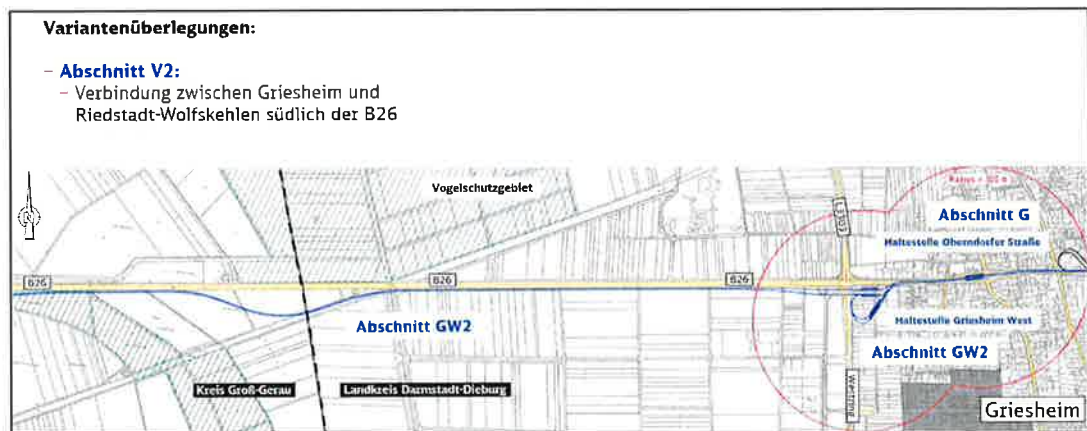 Variantenüberlegungen:
– Abschnitt V2:
– Verbindung zwischen Griesheim und
Riedstadt-Wolfskehlen südlich der B26
Vogelschutzgebiet
Abschnitt G
Haltestelle Oberndorfer Straße
B26
B26
B26
Abschnitt GW2
Haltestelle Griesheim West
Abschnitt GW2
Kreis Groß-Gerau
Landkreis Darmstadt-Dieburg
Griesheim